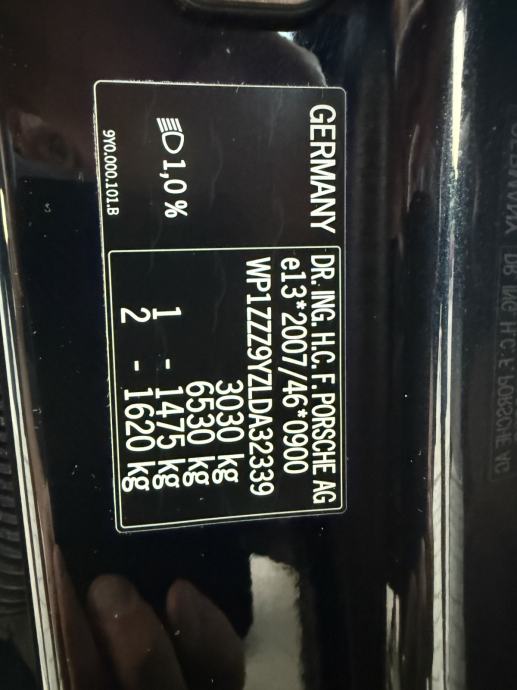 GERMANY
1,0 %
9Y0.000.101.B
DR. ING. H.C. F. PORSCHE AG
e13*2007/46*0900
WP1ZZZ9YZLDA32339
3030 kg
6530 kg
1 - 1475 kg
2 - 1620 kg